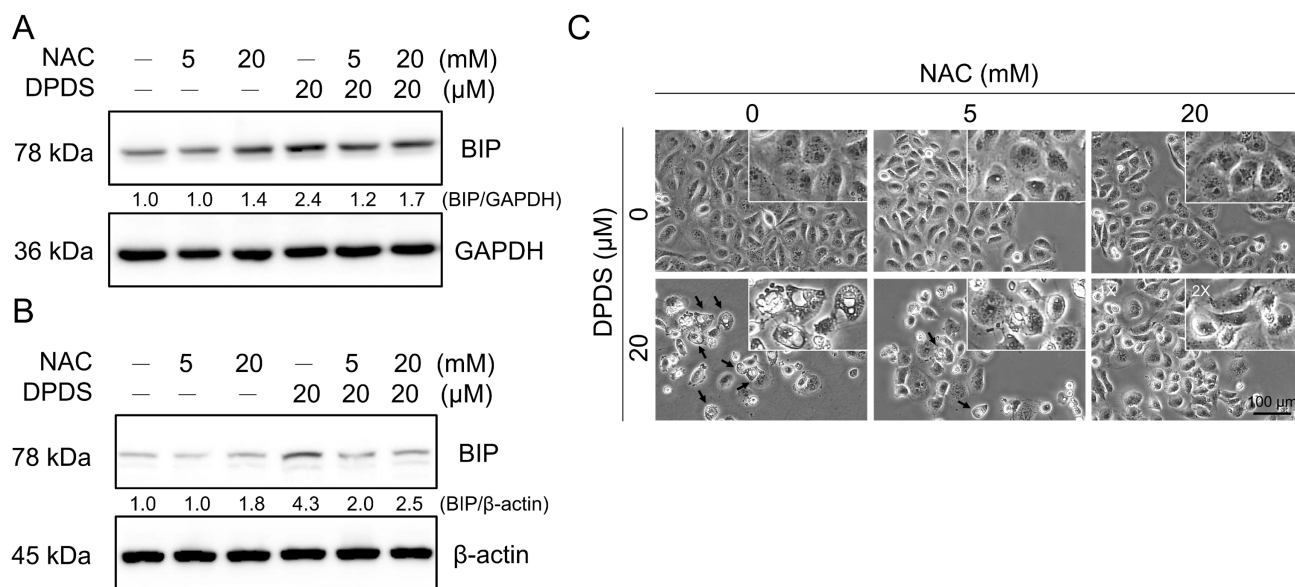 A
NAC — 5 20 — 5 20 (mM)
DPDS — — — 20 20 20 (µM)
78 kDa BIP
1.0 1.0 1.4 2.4 1.2 1.7 (BIP/GAPDH)
36 kDa GAPDH
B
NAC — 5 20 — 5 20 (mM)
DPDS — — — 20 20 20 (µM)
78 kDa BIP
1.0 1.0 1.8 4.3 2.0 2.5 (BIP/β-actin)
45 kDa β-actin
C
NAC (mM)
0 5 20
DPDS (µM)
0
20
1X 2X
100 µm